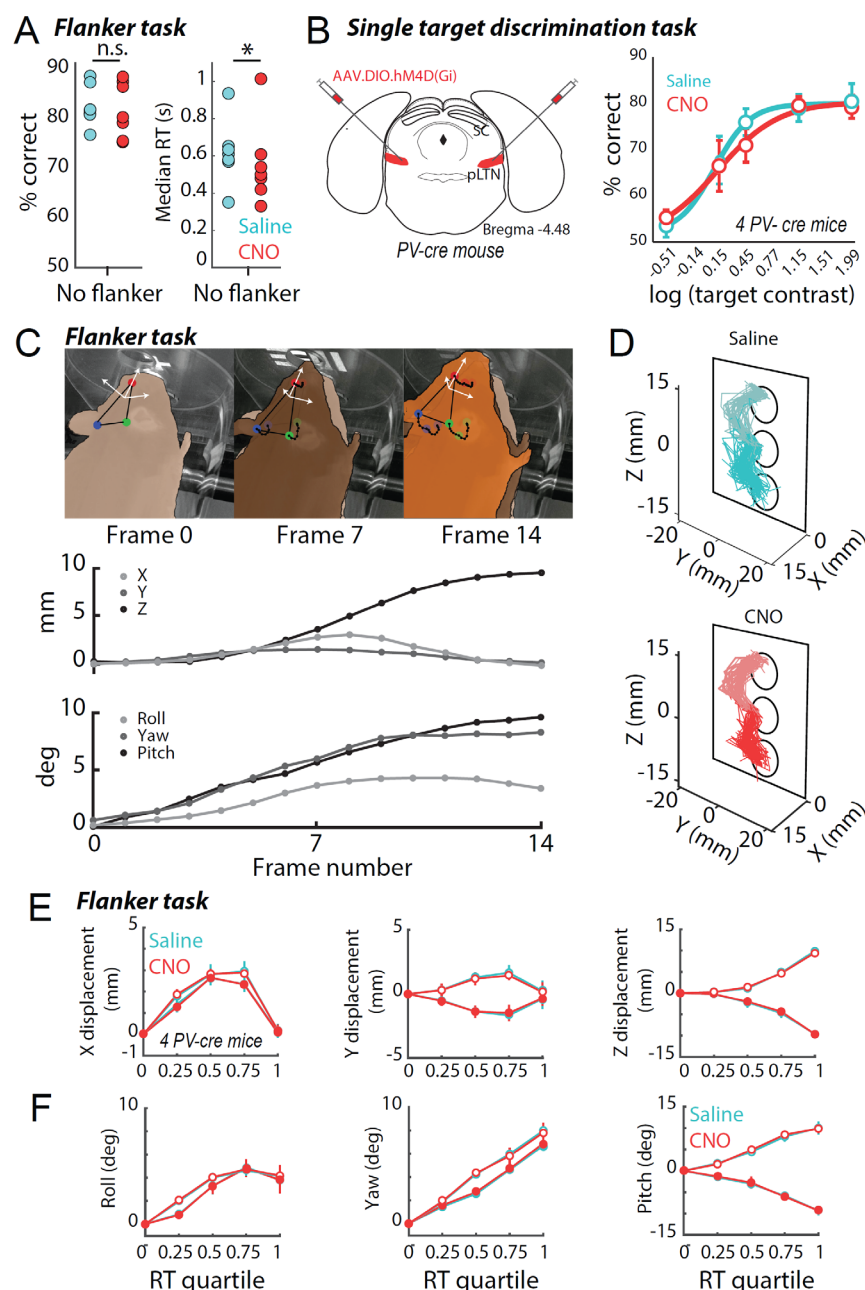 A Flanker task
n.s.
*
% correct
90
80
70
60
50
No flanker
Median RT (s)
1
0.8
0.6
0.4
0.2
0
Saline
CNO
No flanker
B Single target discrimination task
AAV.DIO.hM4D(Gi)
SC
pLTN
Bregma -4.48
PV-cre mouse
% correct
90
80
70
60
50
Saline
CNO
4 PV- cre mice
-0.51
-0.14
0.15
0.45
0.77
1.15
1.51
1.99
log (target contrast)
C Flanker task
Frame 0 Frame 7 Frame 14
mm
10
5
0
X
Y
Z
deg
10
5
0
Roll
Yaw
Pitch
0 7 14
Frame number
D
Saline
Z (mm)
15
0
-15
-20
0
20
Y (mm)
15
0
X (mm)
CNO
Z (mm)
15
0
-15
-20
0
20
Y (mm)
15
0
X (mm)
E Flanker task
X displacement
(mm)
5
0
-1
Saline
CNO
4 PV-cre mice
0 0.25 0.5 0.75 1
Y displacement
(mm)
5
0
-5
0 0.25 0.5 0.75 1
Z displacement
(mm)
15
0
-15
0 0.25 0.5 0.75 1
F
Roll (deg)
10
0
0 0.25 0.5 0.75 1
RT quartile
Yaw (deg)
10
0
0 0.25 0.5 0.75 1
RT quartile
Pitch (deg)
15
0
-15
Saline
CNO
0 0.25 0.5 0.75 1
RT quartile